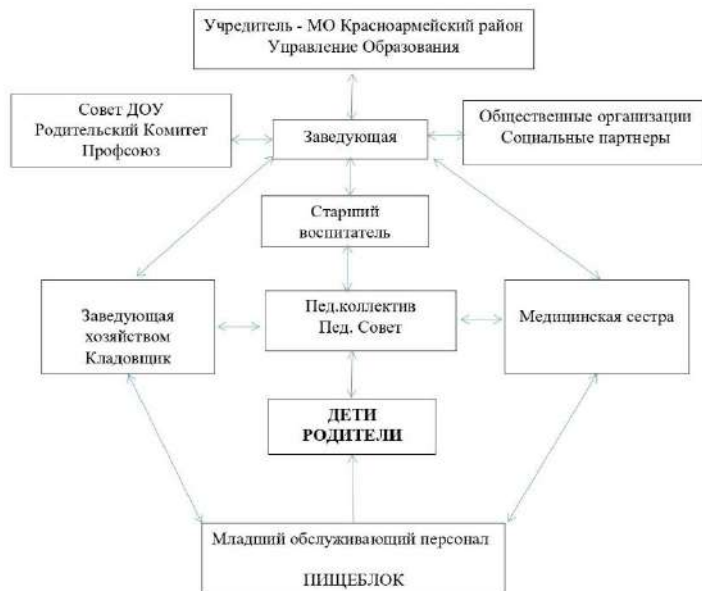 Учредитель - МО Красноармейский район
Управление Образования
Совет ДОУ
Родительский Комитет
Профсоюз
Заведующая
Общественные организации
Социальные партнеры
Старший
воспитатель
Заведующая
хозяйством
Кладовщик
Пед.коллектив
Пед. Совет
Медицинская сестра
ДЕТИ
РОДИТЕЛИ
Младший обслуживающий персонал
ПИЩЕБЛОК